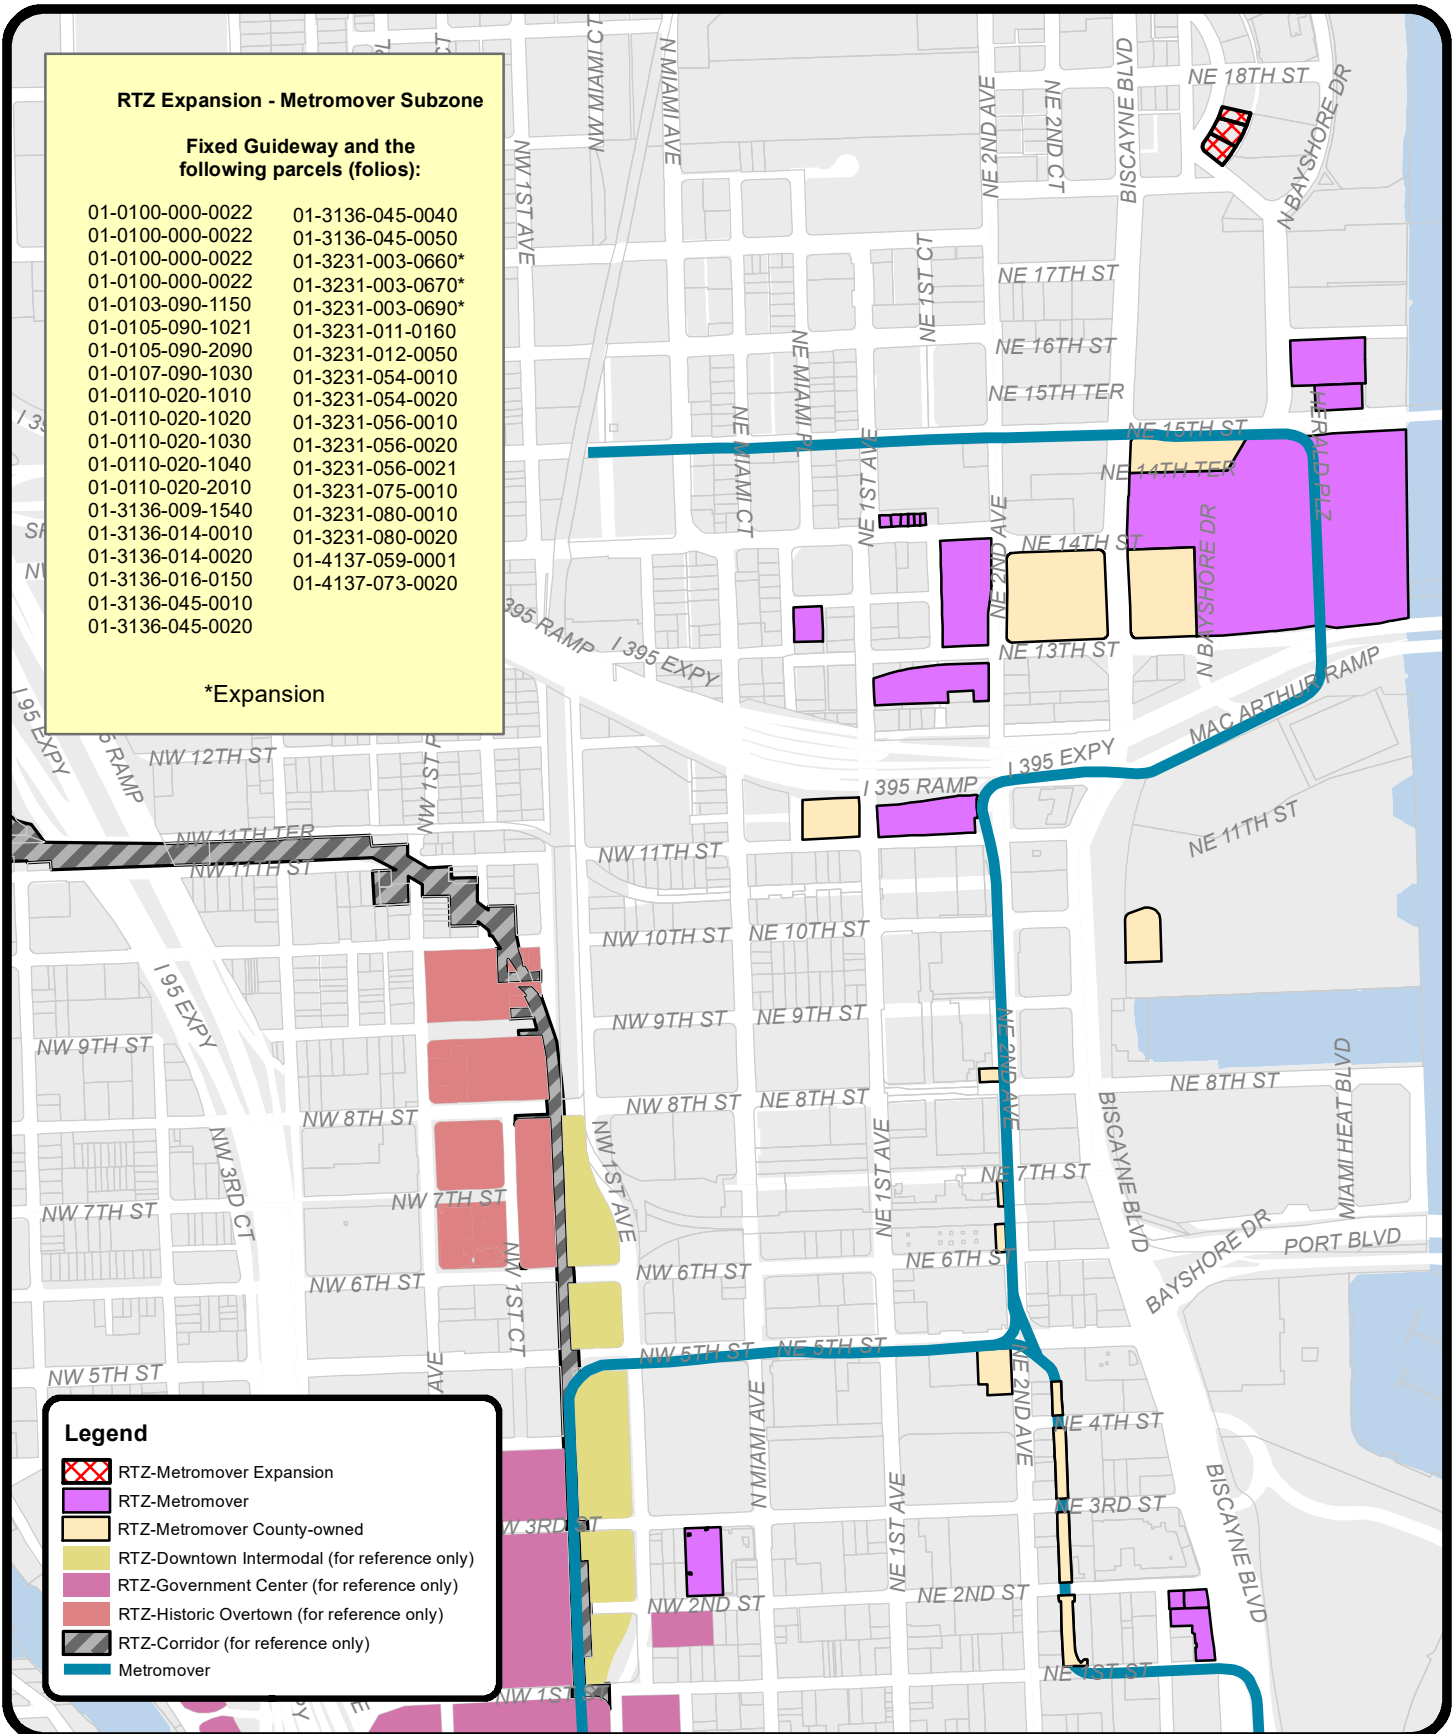 RTZ Expansion - Metromover Subzone
Fixed Guideway and the
following parcels (folios):
01-0100-000-0022
01-0100-000-0022
01-0100-000-0022
01-0100-000-0022
01-0103-090-1150
01-0105-090-1021
01-0105-090-2090
01-0107-090-1030
01-0110-020-1010
01-0110-020-1020
01-0110-020-1030
01-0110-020-1040
01-0110-020-2010
01-3136-009-1540
01-3136-014-0010
01-3136-014-0020
01-3136-016-0150
01-3136-045-0010
01-3136-045-0020
01-3136-045-0040
01-3136-045-0050
01-3231-003-0660*
01-3231-003-0670*
01-3231-003-0690*
01-3231-011-0160
01-3231-012-0050
01-3231-054-0010
01-3231-054-0020
01-3231-056-0010
01-3231-056-0020
01-3231-056-0021
01-3231-075-0010
01-3231-080-0010
01-3231-080-0020
01-4137-059-0001
01-4137-073-0020
*Expansion
NW MIAMI CT
N MIAMI AVE
NW 1ST AVE
NE 2ND AVE
NE 2ND CT
BISCAYNE BLVD
NE 18TH ST
N BAYSHORE DR
NE 17TH ST
NE 1ST CT
NE 16TH ST
NE MIAMI PL
NE 15TH TER
NE MIAMI CT
NE 1ST AVE
NE 15TH ST
HERALD PLZ
NE 14TH TER
NE 2ND AVE
NE 14TH ST
N BAYSHORE DR
395 RAMP
I 395 EXPY
NE 13TH ST
MAC ARTHUR RAMP
I 95 EXPY
RAMP
NW 12TH ST
NW 1ST P
I 395 EXPY
I 395 RAMP
NW 11TH TER
NW 11TH ST
NW 11TH ST
NE 11TH ST
NW 10TH ST
NE 10TH ST
I 95 EXPY
NW 9TH ST
NW 9TH ST
NE 9TH ST
NE 2ND AVE
MIAMI HEAT BLVD
NW 8TH ST
NW 8TH ST
NE 8TH ST
NE 8TH ST
NW 3RD CT
NW 1ST AVE
NE 1ST AVE
BISCAYNE BLVD
NW 7TH ST
NW 7TH ST
NE 7TH ST
BAYSHORE DR
PORT BLVD
NW 6TH ST
NW 1ST CT
NW 6TH ST
NE 6TH ST
NW 5TH ST
AVE
NW 5TH ST
NE 5TH ST
NE 2ND AVE
N MIAMI AVE
NE 4TH ST
NE 1ST AVE
NE 3RD ST
BISCAYNE BLVD
W 3RD ST
NW 2ND ST
NE 2ND ST
NW 1ST ST
NE 1ST ST
Legend
RTZ-Metromover Expansion
RTZ-Metromover
RTZ-Metromover County-owned
RTZ-Downtown Intermodal (for reference only)
RTZ-Government Center (for reference only)
RTZ-Historic Overtown (for reference only)
RTZ-Corridor (for reference only)
Metromover